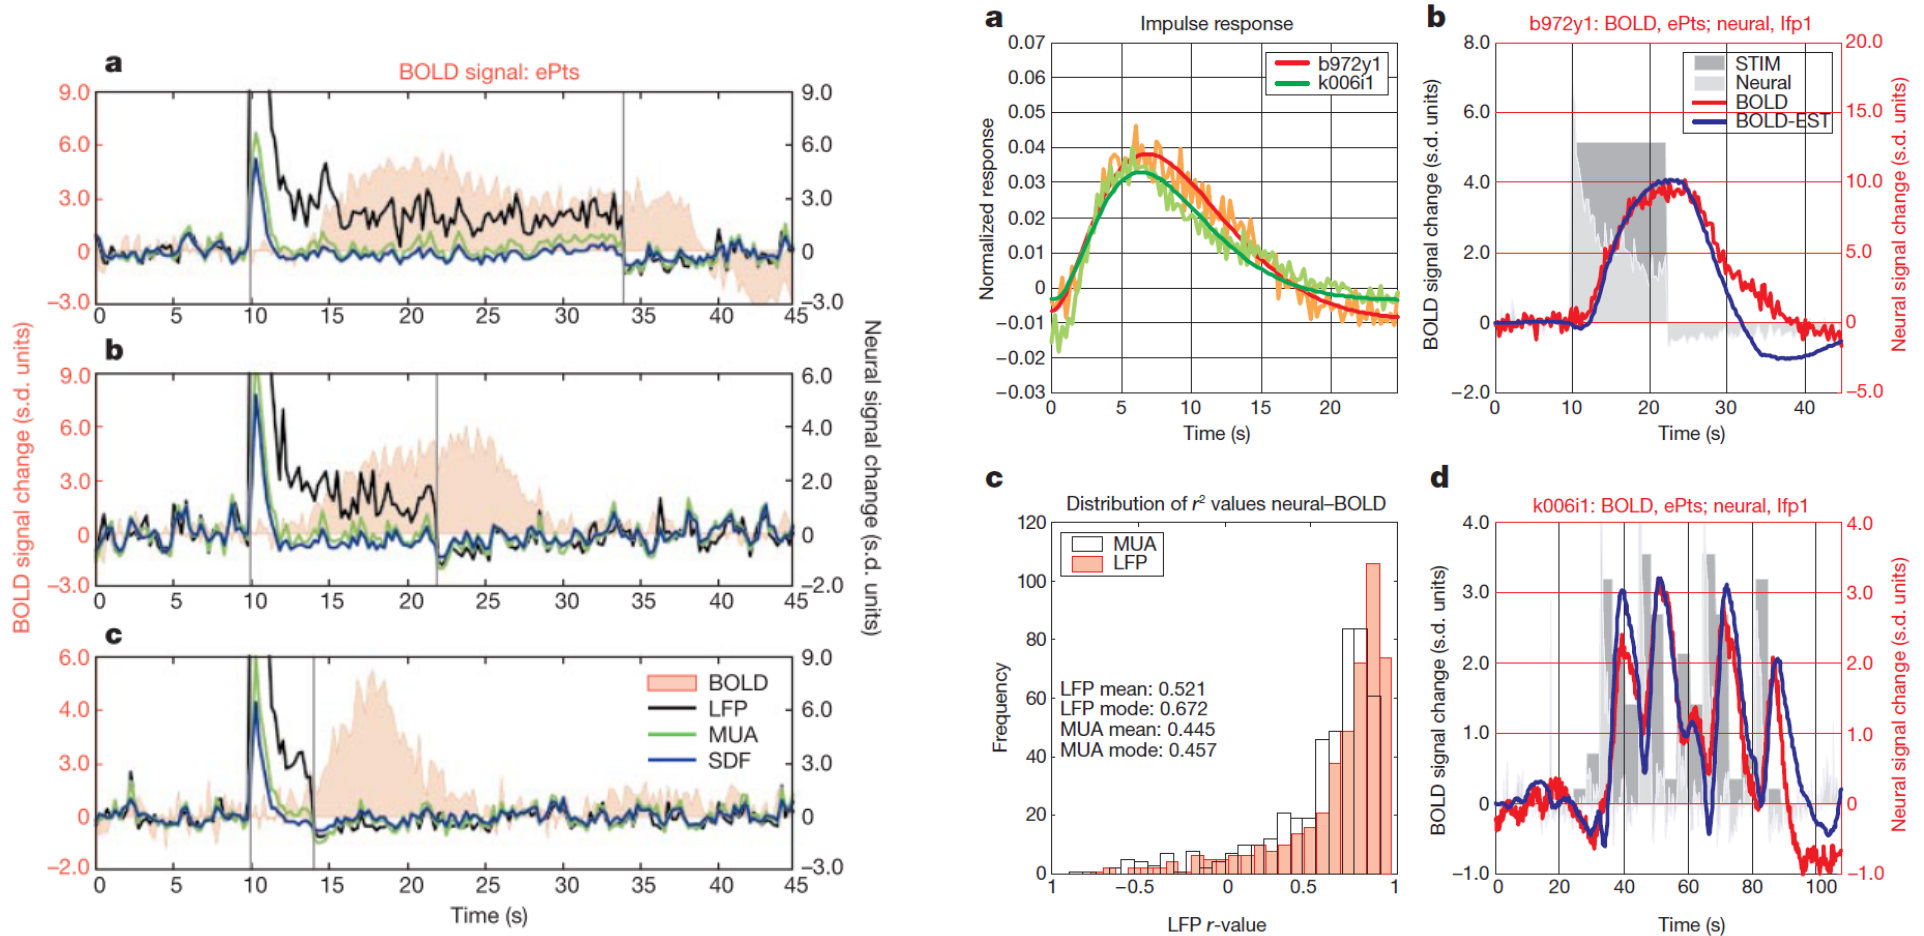 a
BOLD signal: ePts
9.0
6.0
3.0
0
–3.0
9.0
6.0
3.0
0
–3.0
0 5 10 15 20 25 30 35 40 45
b
9.0
6.0
3.0
0
–3.0
6.0
4.0
2.0
0
–2.0
0 5 10 15 20 25 30 35 40 45
c
6.0
4.0
3.0
0
–2.0
9.0
6.0
3.0
0
–3.0
BOLD
LFP
MUA
SDF
0 5 10 15 20 25 30 35 40 45
Time (s)
BOLD signal change (s.d. units)
Neural signal change (s.d. units)
a
Impulse response
0.07
0.06
0.05
0.04
0.03
0.02
0.01
0
–0.01
–0.02
–0.03
b972y1
k006i1
0 5 10 15 20
Time (s)
Normalized response
b
b972y1: BOLD, ePts; neural, lfp1
8.0
6.0
4.0
2.0
0
–2.0
20.0
15.0
10.0
5.0
0
–5.0
STIM
Neural
BOLD
BOLD-EST
0 10 20 30 40
Time (s)
BOLD signal change (s.d. units)
Neural signal change (s.d. units)
c
Distribution of r² values neural–BOLD
120
100
80
60
40
20
0
MUA
LFP
LFP mean: 0.521
LFP mode: 0.672
MUA mean: 0.445
MUA mode: 0.457
1 –0.5 0 0.5 1
LFP r-value
Frequency
d
k006i1: BOLD, ePts; neural, lfp1
4.0
3.0
2.0
1.0
0
–1.0
4.0
3.0
2.0
1.0
0
–1.0
0 20 40 60 80 100
Time (s)
BOLD signal change (s.d. units)
Neural signal change (s.d. units)